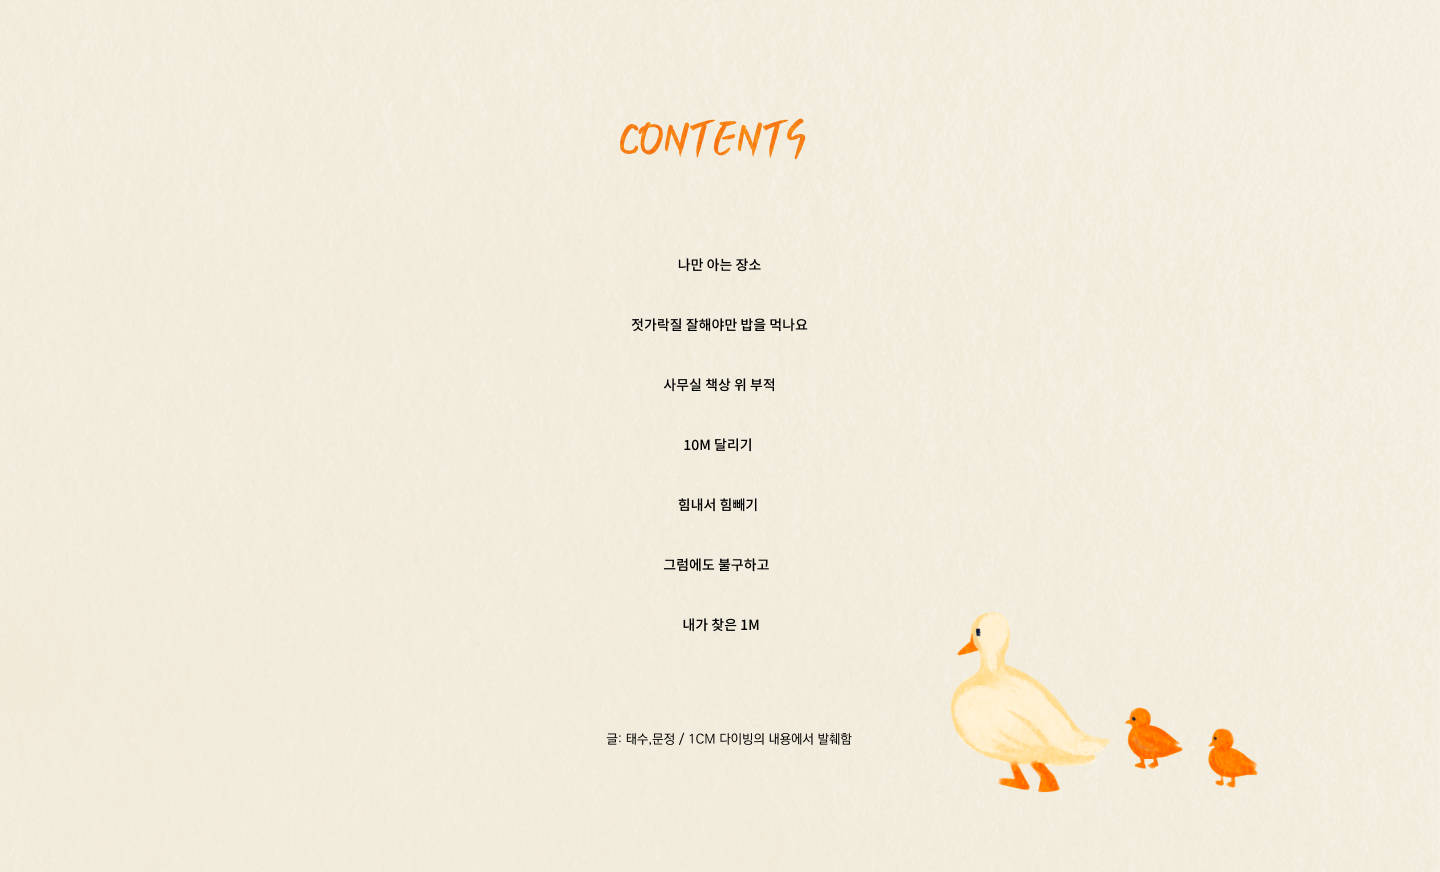 CONTENTS
나만 아는 장소
젓가락질 잘해야만 밥을 먹나요
사무실 책상 위 부적
10M 달리기
힘내서 힘빼기
그럼에도 불구하고
내가 찾은 1M
글: 태수,문정 / 1CM 다이빙의 내용에서 발췌함